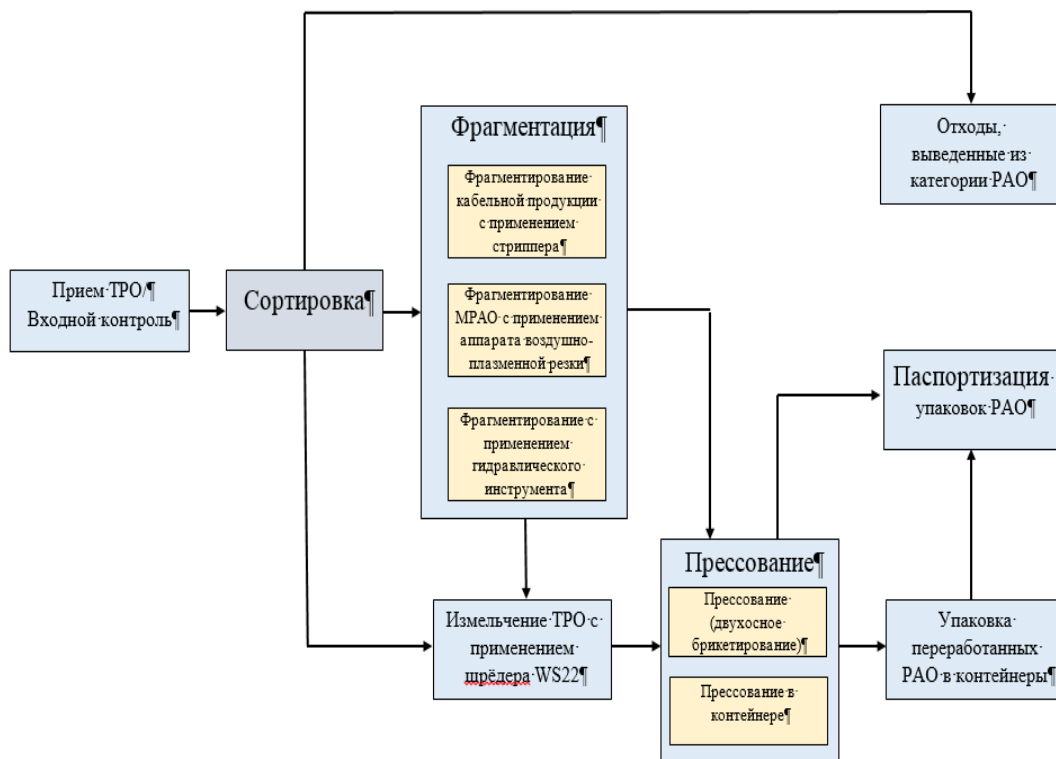 Прием·ТРО/¶
Входной·контроль¶
Сортировка¶
Фрагментация¶
Фрагментирование·
кабельной·продукции·
с·применением·
стриппера¶
Фрагментирование·
МРАО·с·применением·
аппарата·воздушно-
плазменной·резки¶
Фрагментирование·с·
применением·
гидравлического·
инструмента¶
Измельчение·ТРО·с·
применением·
шрёдера·WS22¶
Прессование¶
Прессование·
(двухосное·
брикетирование)¶
Прессование·в·
контейнере¶
Отходы,·
выведенные·из·
категории·РАО¶
Паспортизация·
упаковок·РАО¶
Упаковка·
переработанных·
РАО·в·контейнеры¶